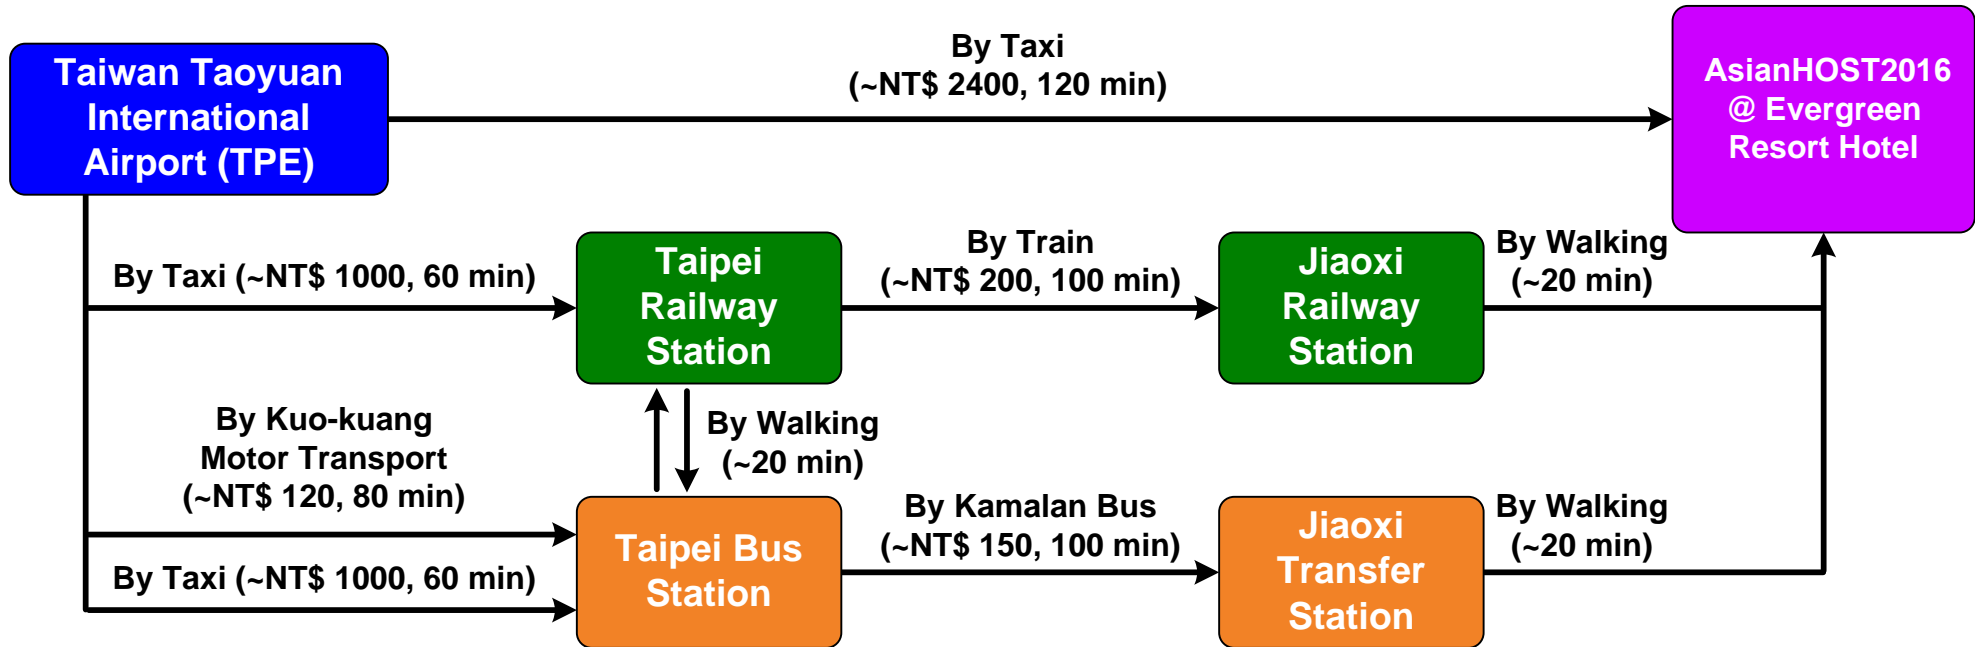 Taiwan Taoyuan
International
Airport (TPE)
By Taxi
(~NT$ 2400, 120 min)
AsianHOST2016
@ Evergreen
Resort Hotel
By Taxi (~NT$ 1000, 60 min)
Taipei
Railway
Station
By Train
(~NT$ 200, 100 min)
Jiaoxi
Railway
Station
By Walking
(~20 min)
By Kuo-kuang
Motor Transport
(~NT$ 120, 80 min)
By Walking
(~20 min)
By Taxi (~NT$ 1000, 60 min)
Taipei Bus
Station
By Kamalan Bus
(~NT$ 150, 100 min)
Jiaoxi
Transfer
Station
By Walking
(~20 min)